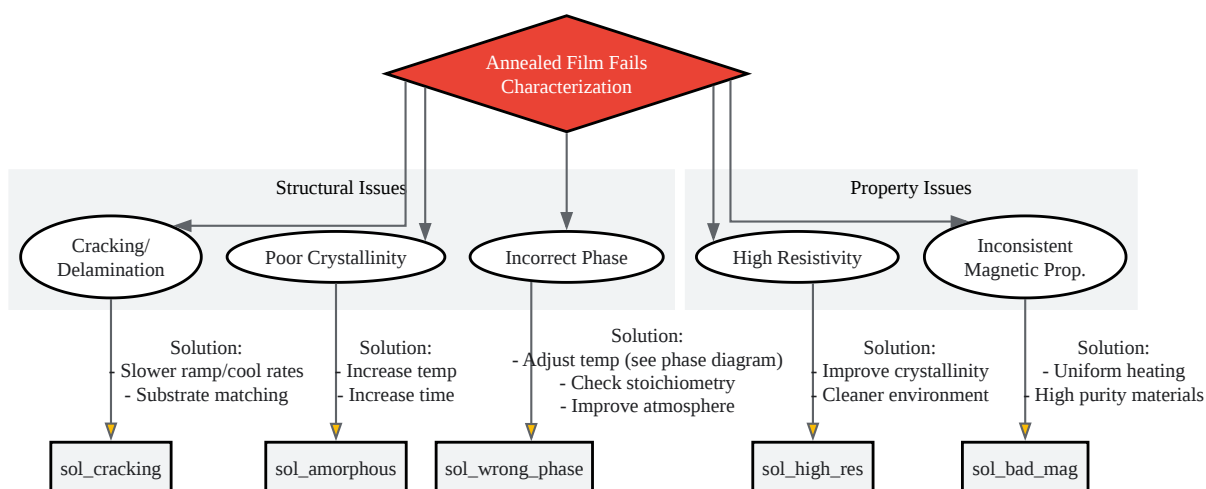 Annealed Film Fails
Characterization
Structural Issues
Property Issues
Cracking/
Delamination
Poor Crystallinity
Incorrect Phase
High Resistivity
Inconsistent
Magnetic Prop.
Solution:
- Slower ramp/cool rates
- Substrate matching
Solution:
- Increase temp
- Increase time
Solution:
- Adjust temp (see phase diagram)
- Check stoichiometry
- Improve atmosphere
Solution:
- Improve crystallinity
- Cleaner environment
Solution:
- Uniform heating
- High purity materials
sol_cracking
sol_amorphous
sol_wrong_phase
sol_high_res
sol_bad_mag